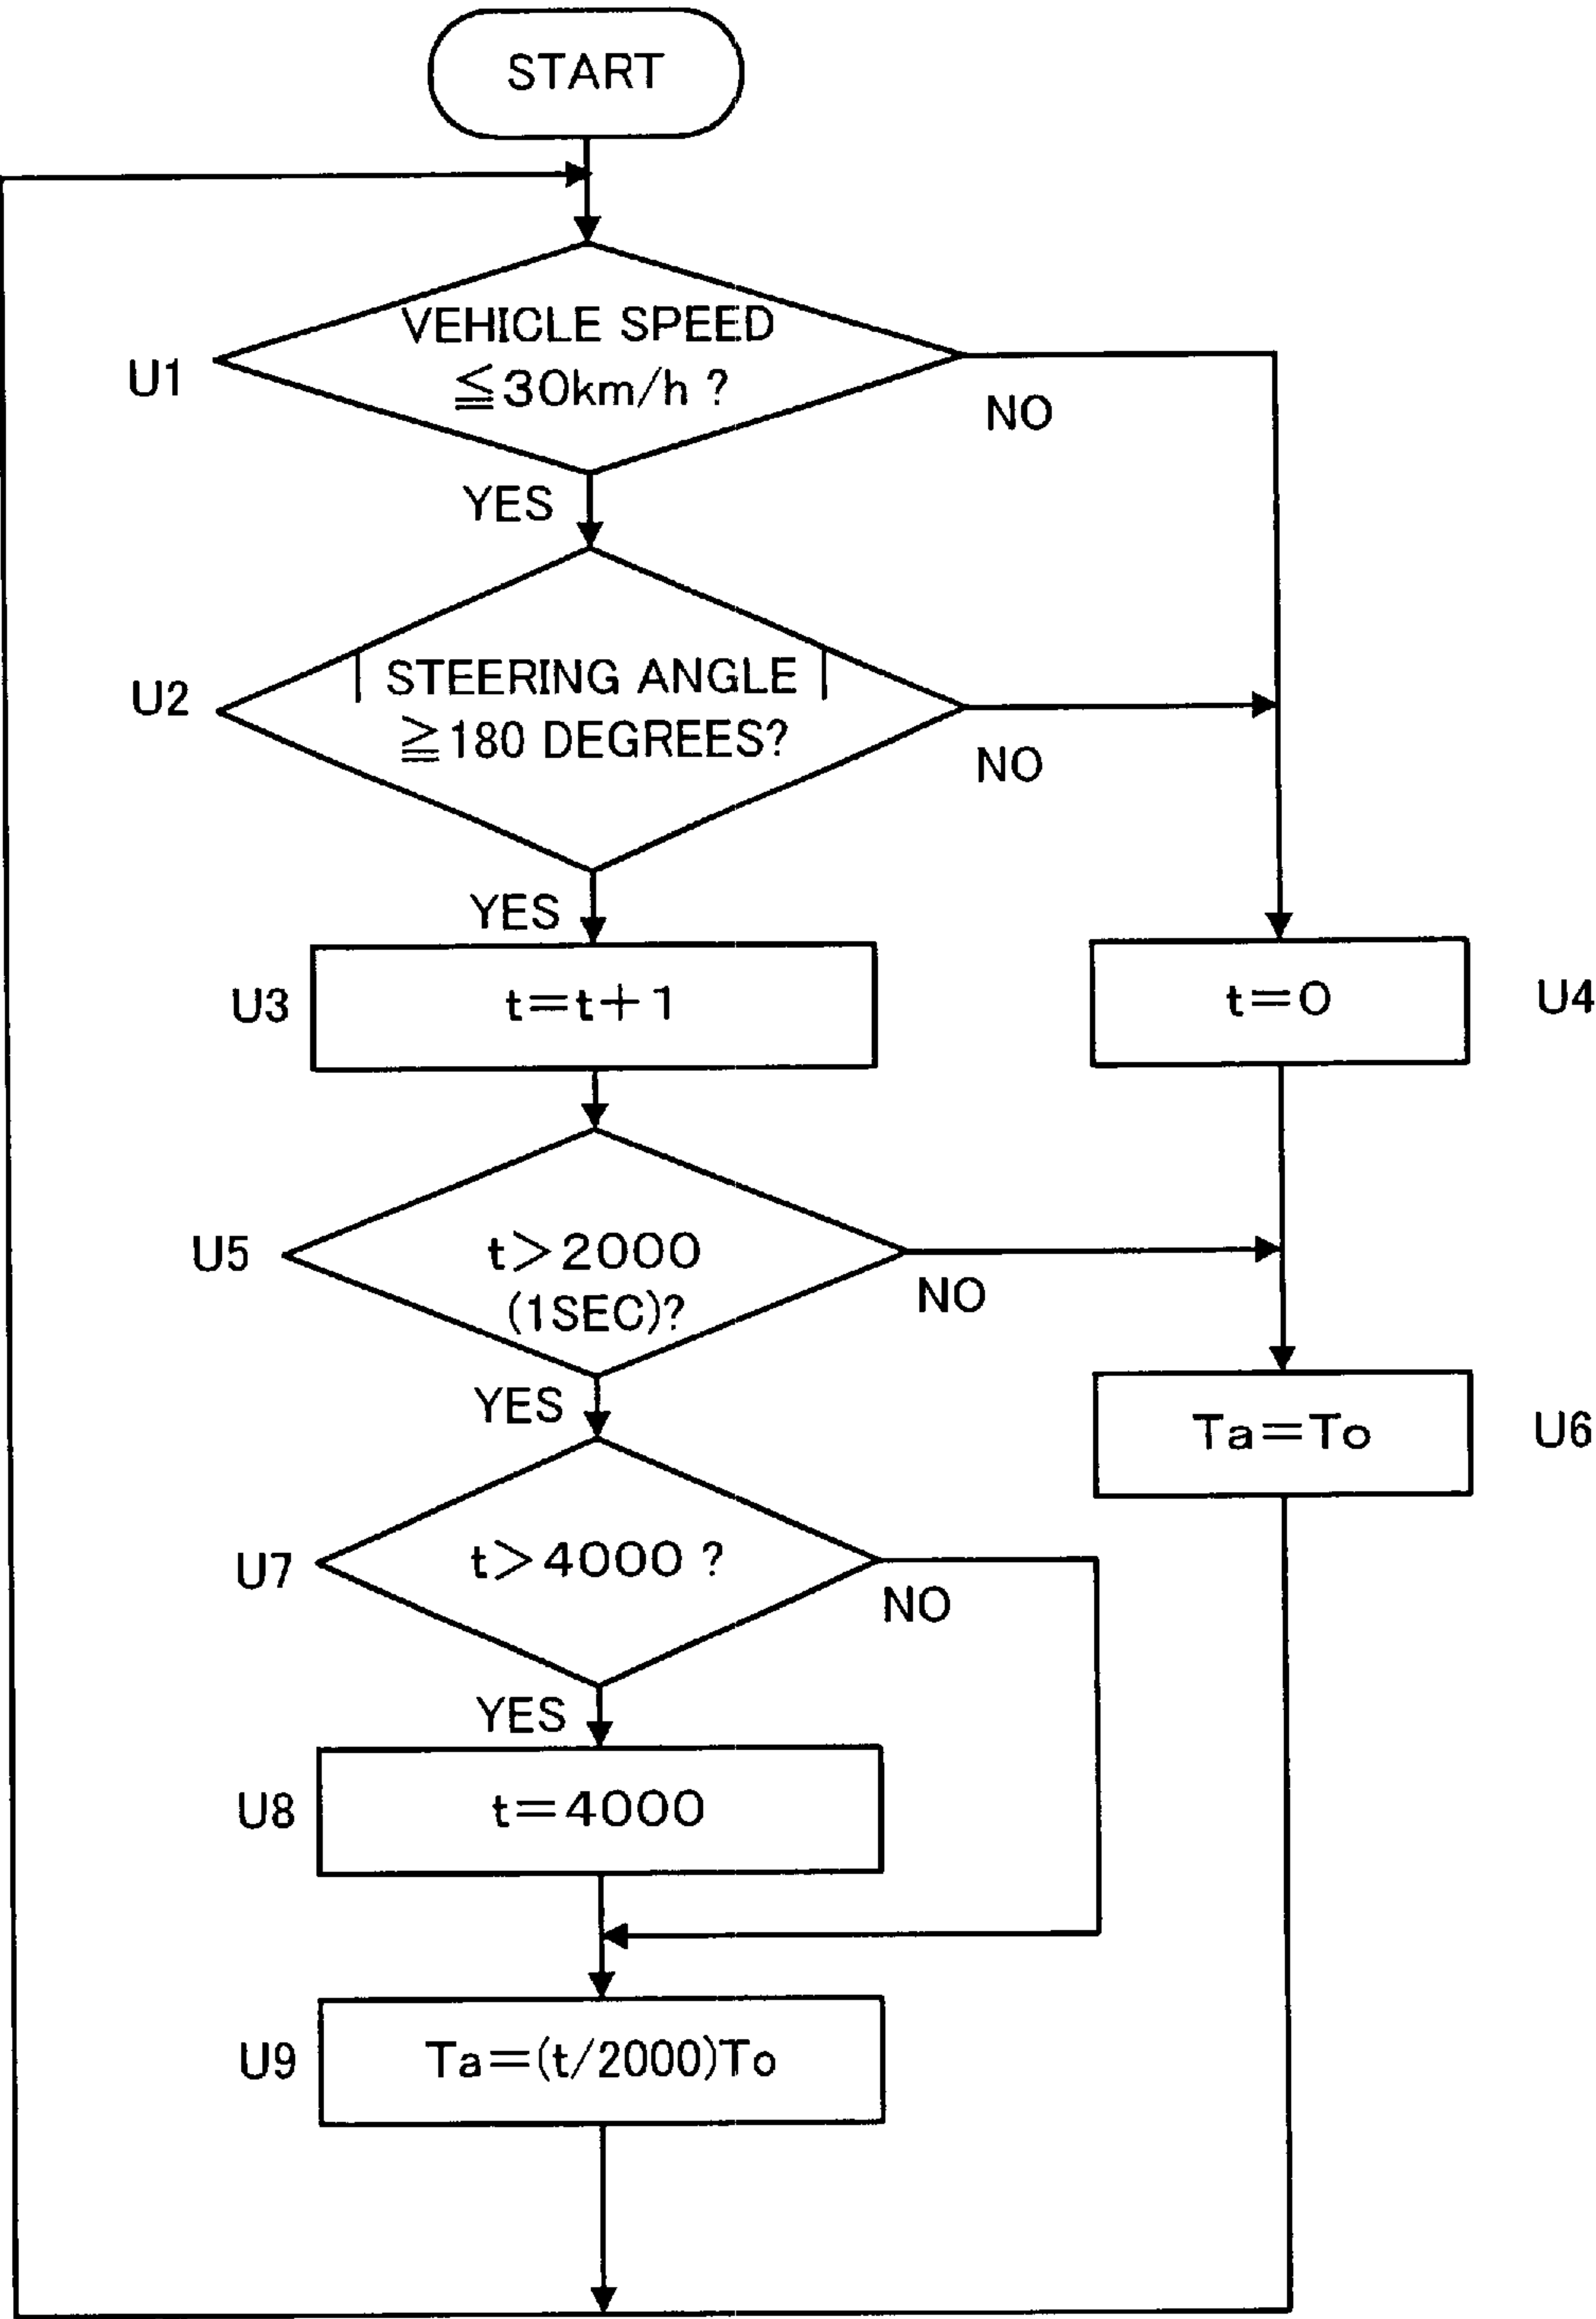 START
VEHICLE SPEED
≦30km/h ?
U1
NO
YES
| STEERING ANGLE |
≧180 DEGREES?
U2
NO
YES
t=t+1
U3
t=0
U4
t>2000
(1SEC)?
U5
NO
YES
Ta=To
U6
t>4000 ?
U7
NO
YES
t=4000
U8
Ta=(t/2000)To
U9